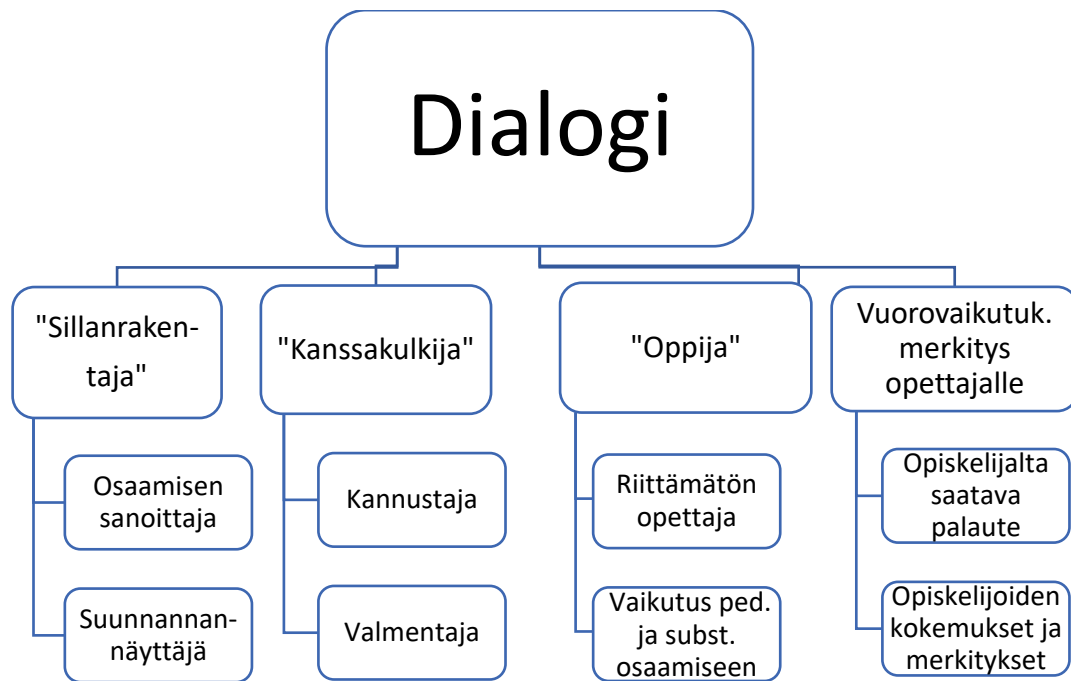 Dialogi
"Sillanraken-
taja"
"Kanssakulkija"
"Oppija"
Vuorovaikutuk.
merkitys
opettajalle
Osaamisen
sanoittaja
Kannustaja
Riittämätön
opettaja
Opiskelijalta
saatava
palaute
Suunnannan-
näyttäjä
Valmentaja
Vaikutus ped.
ja subst.
osaamiseen
Opiskelijoiden
kokemukset ja
merkitykset